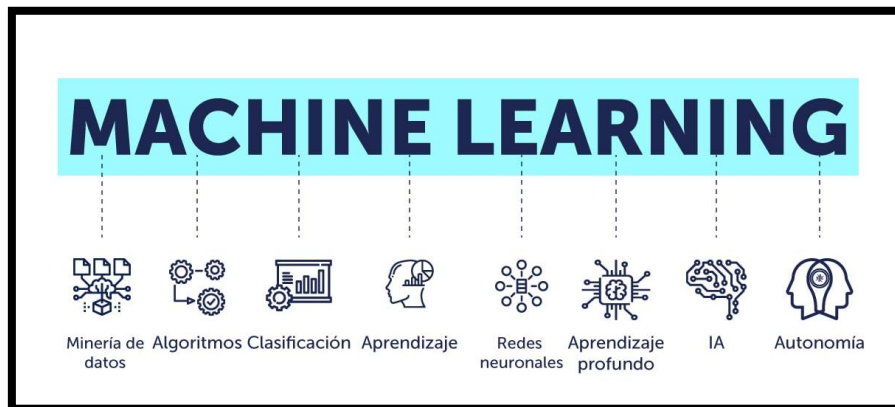 MACHINE LEARNING
Minería de datos
Algoritmos
Clasificación
Aprendizaje
Redes neuronales
Aprendizaje profundo
IA
Autonomía